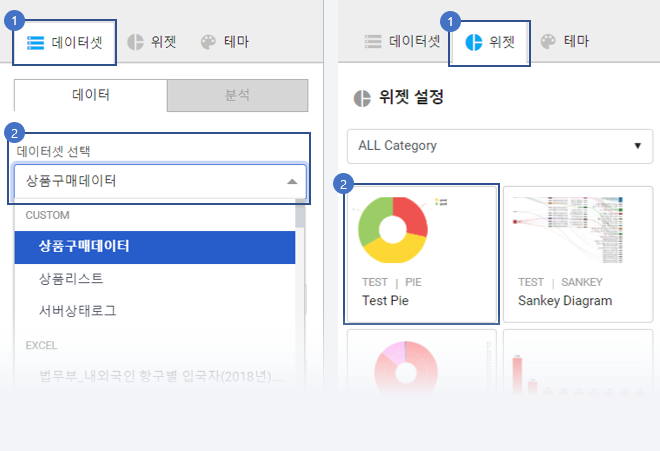 1
데이터셋 위젯 테마
데이터 분석
2
데이터셋 선택
상품구매데이터
CUSTOM
상품구매데이터
상품리스트
서버상태로그
EXCEL
법무부_내외국인 항구별 입국자(2018년)....
1
데이터셋 위젯 테마
위젯 설정
ALL Category
2
TEST | PIE
Test Pie
TEST | SANKEY
Sankey Diagram